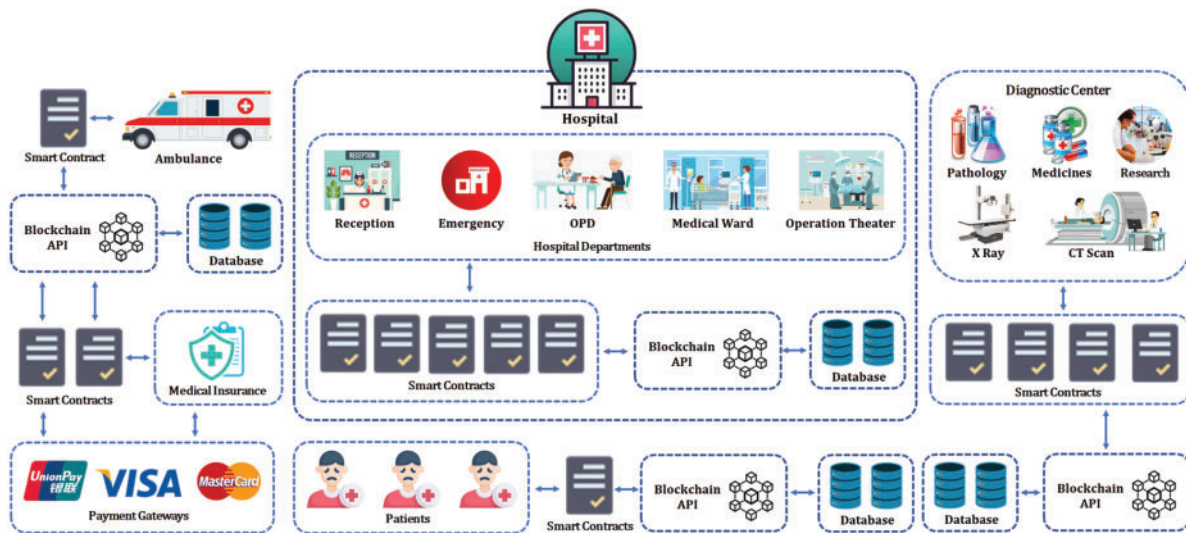 Hospital
Smart Contract
Ambulance
Blockchain
API
Database
Smart Contracts
Medical Insurance
UnionPay
银联
VISA
MasterCard
Payment Gateways
RECEPTION
Reception
Emergency
OPD
Medical Ward
Operation Theater
Hospital Departments
Smart Contracts
Blockchain
API
Database
Diagnostic Center
Pathology
Medicines
Research
X Ray
CT Scan
Smart Contracts
Patients
Smart Contracts
Blockchain
API
Database
Database
Blockchain
API